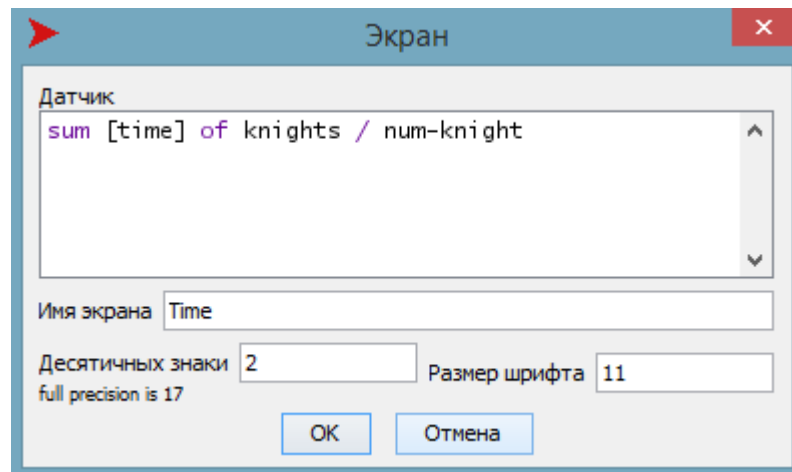 Экран
Датчик
sum [time] of knights / num-knight
Имя экрана Time
Десятичных знаки 2 Размер шрифта 11
full precision is 17
OK Отмена